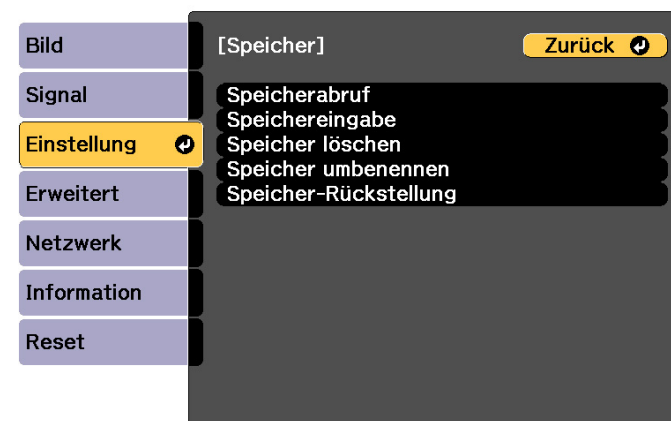 Bild
Signal
Einstellung
Erweitert
Netzwerk
Information
Reset
[Speicher]
Zurück
Speicherabruf
Speichereingabe
Speicher löschen
Speicher umbenennen
Speicher-Rückstellung